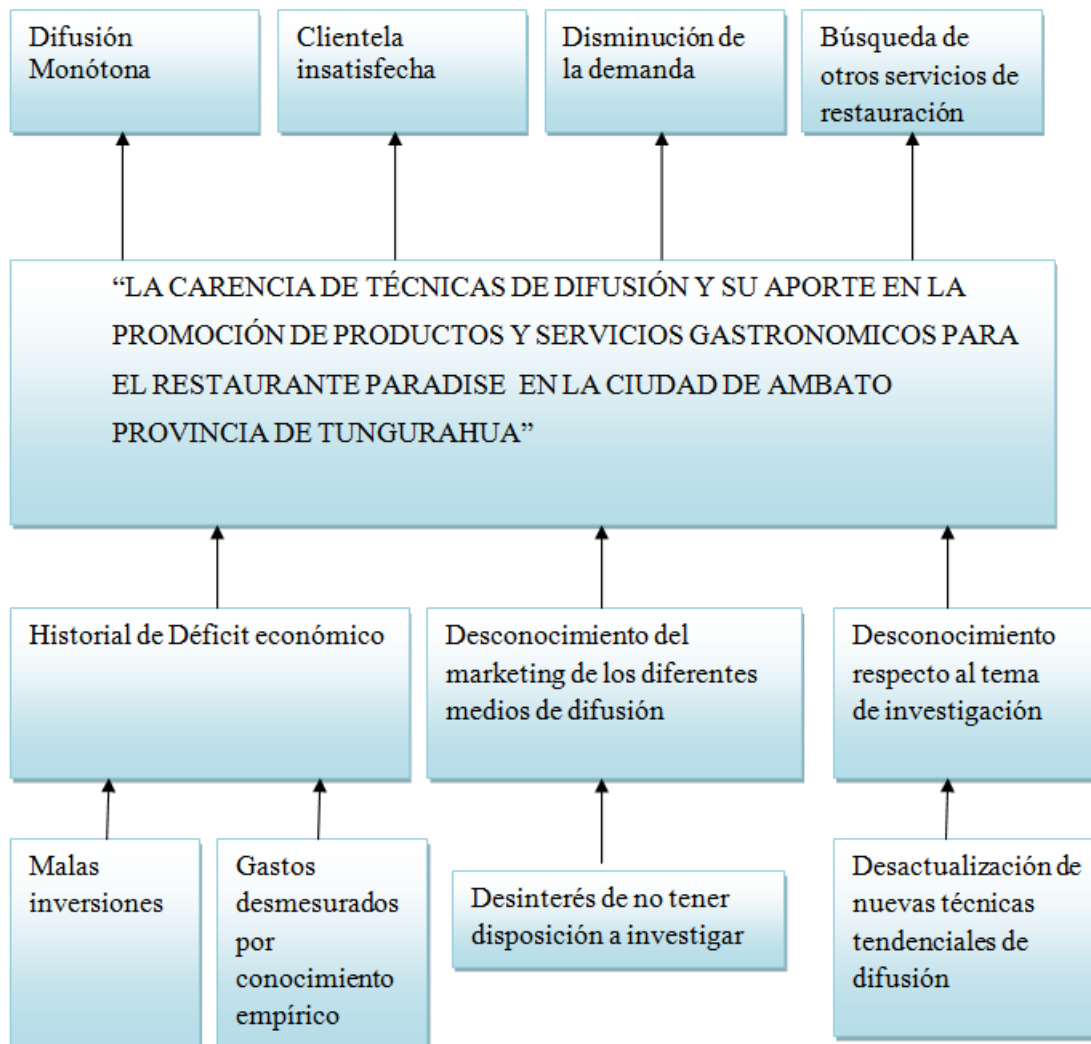 Difusión
Monótona
Clientela
insatisfecha
Disminución de
la demanda
Búsqueda de
otros servicios de
restauración
“LA CARENCIA DE TÉCNICAS DE DIFUSIÓN Y SU APORTE EN LA
PROMOCIÓN DE PRODUCTOS Y SERVICIOS GASTRONOMICOS PARA
EL RESTAURANTE PARADISE EN LA CIUDAD DE AMBATO
PROVINCIA DE TUNGURAHUA”
Historial de Déficit económico
Desconocimiento del
marketing de los diferentes
medios de difusión
Desconocimiento
respecto al tema
de investigación
Malas
inversiones
Gastos
desmesurados
por
conocimiento
empírico
Desinterés de no tener
disposición a investigar
Desactualización de
nuevas técnicas
tendenciales de
difusión